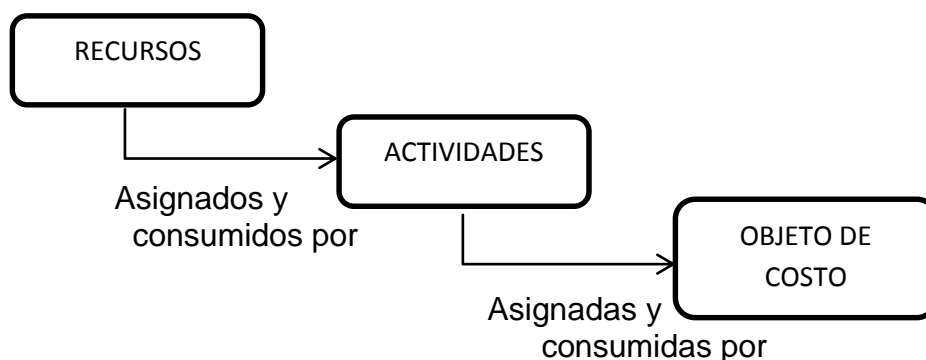 RECURSOS
ACTIVIDADES
Asignados y
consumidos por
OBJETO DE
COSTO
Asignadas y
consumidas por